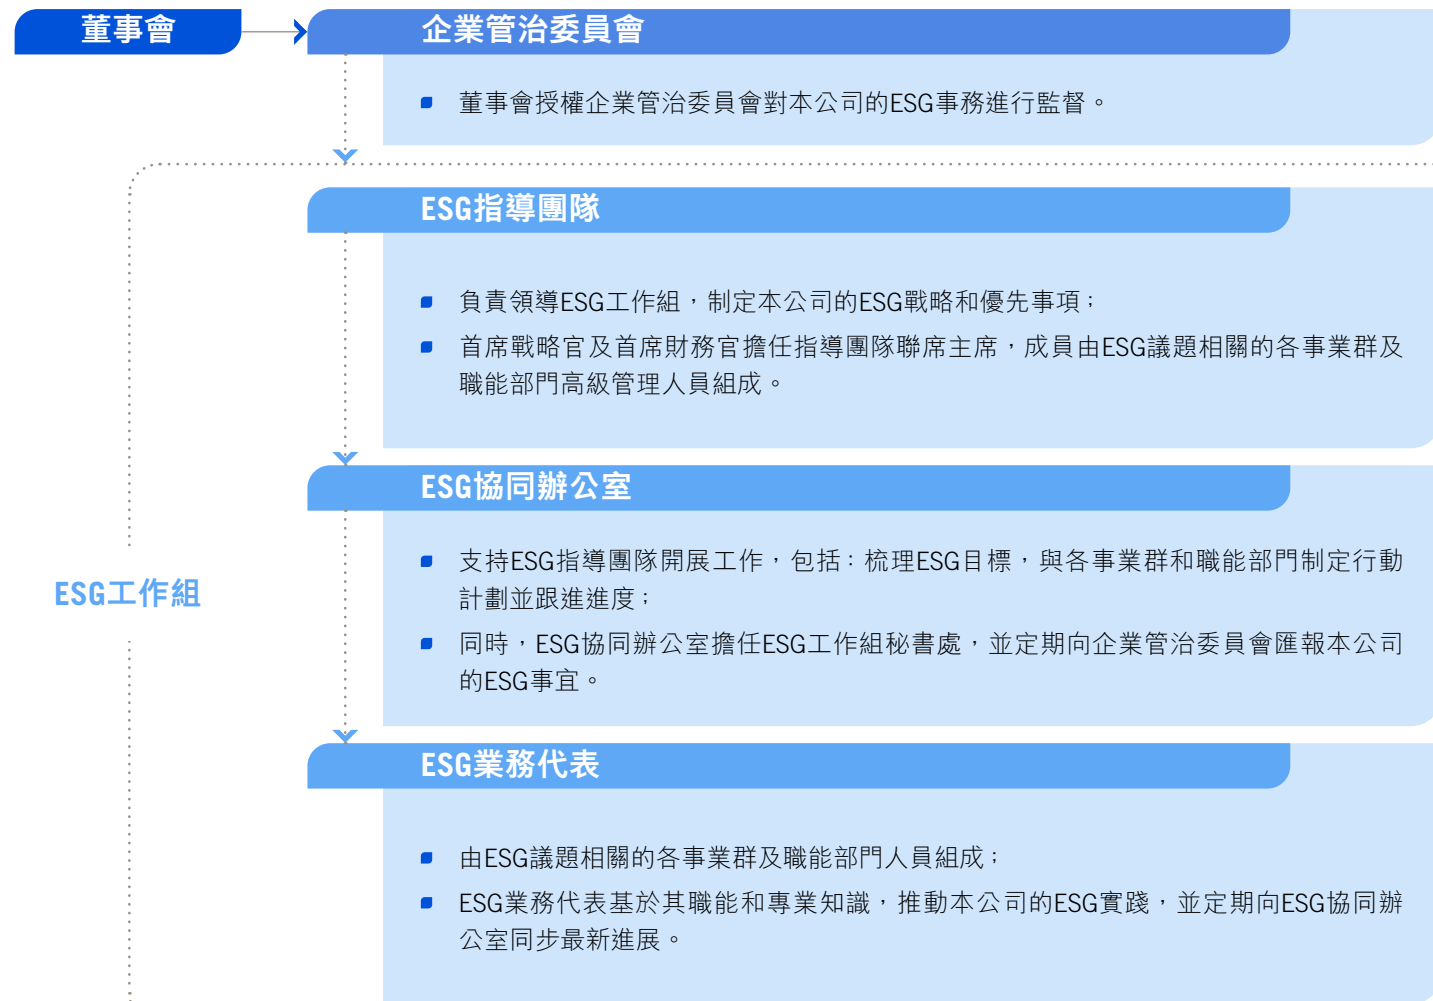 董事會
企業管治委員會
董事會授權企業管治委員會對本公司的ESG事務進行監督。
ESG指導團隊
負責領導ESG工作組，制定本公司的ESG戰略和優先事項；
首席戰略官及首席財務官擔任指導團隊聯席主席，成員由ESG議題相關的各事業群及
職能部門高級管理人員組成。
ESG協同辦公室
支持ESG指導團隊開展工作，包括：梳理ESG目標，與各事業群和職能部門制定行動
計劃並跟進進度；
ESG工作組
同時，ESG協同辦公室擔任ESG工作組秘書處，並定期向企業管治委員會匯報本公司
的ESG事宜。
ESG業務代表
由ESG議題相關的各事業群及職能部門人員組成；
ESG業務代表基於其職能和專業知識，推動本公司的ESG實踐，並定期向ESG協同辦
公室同步最新進展。